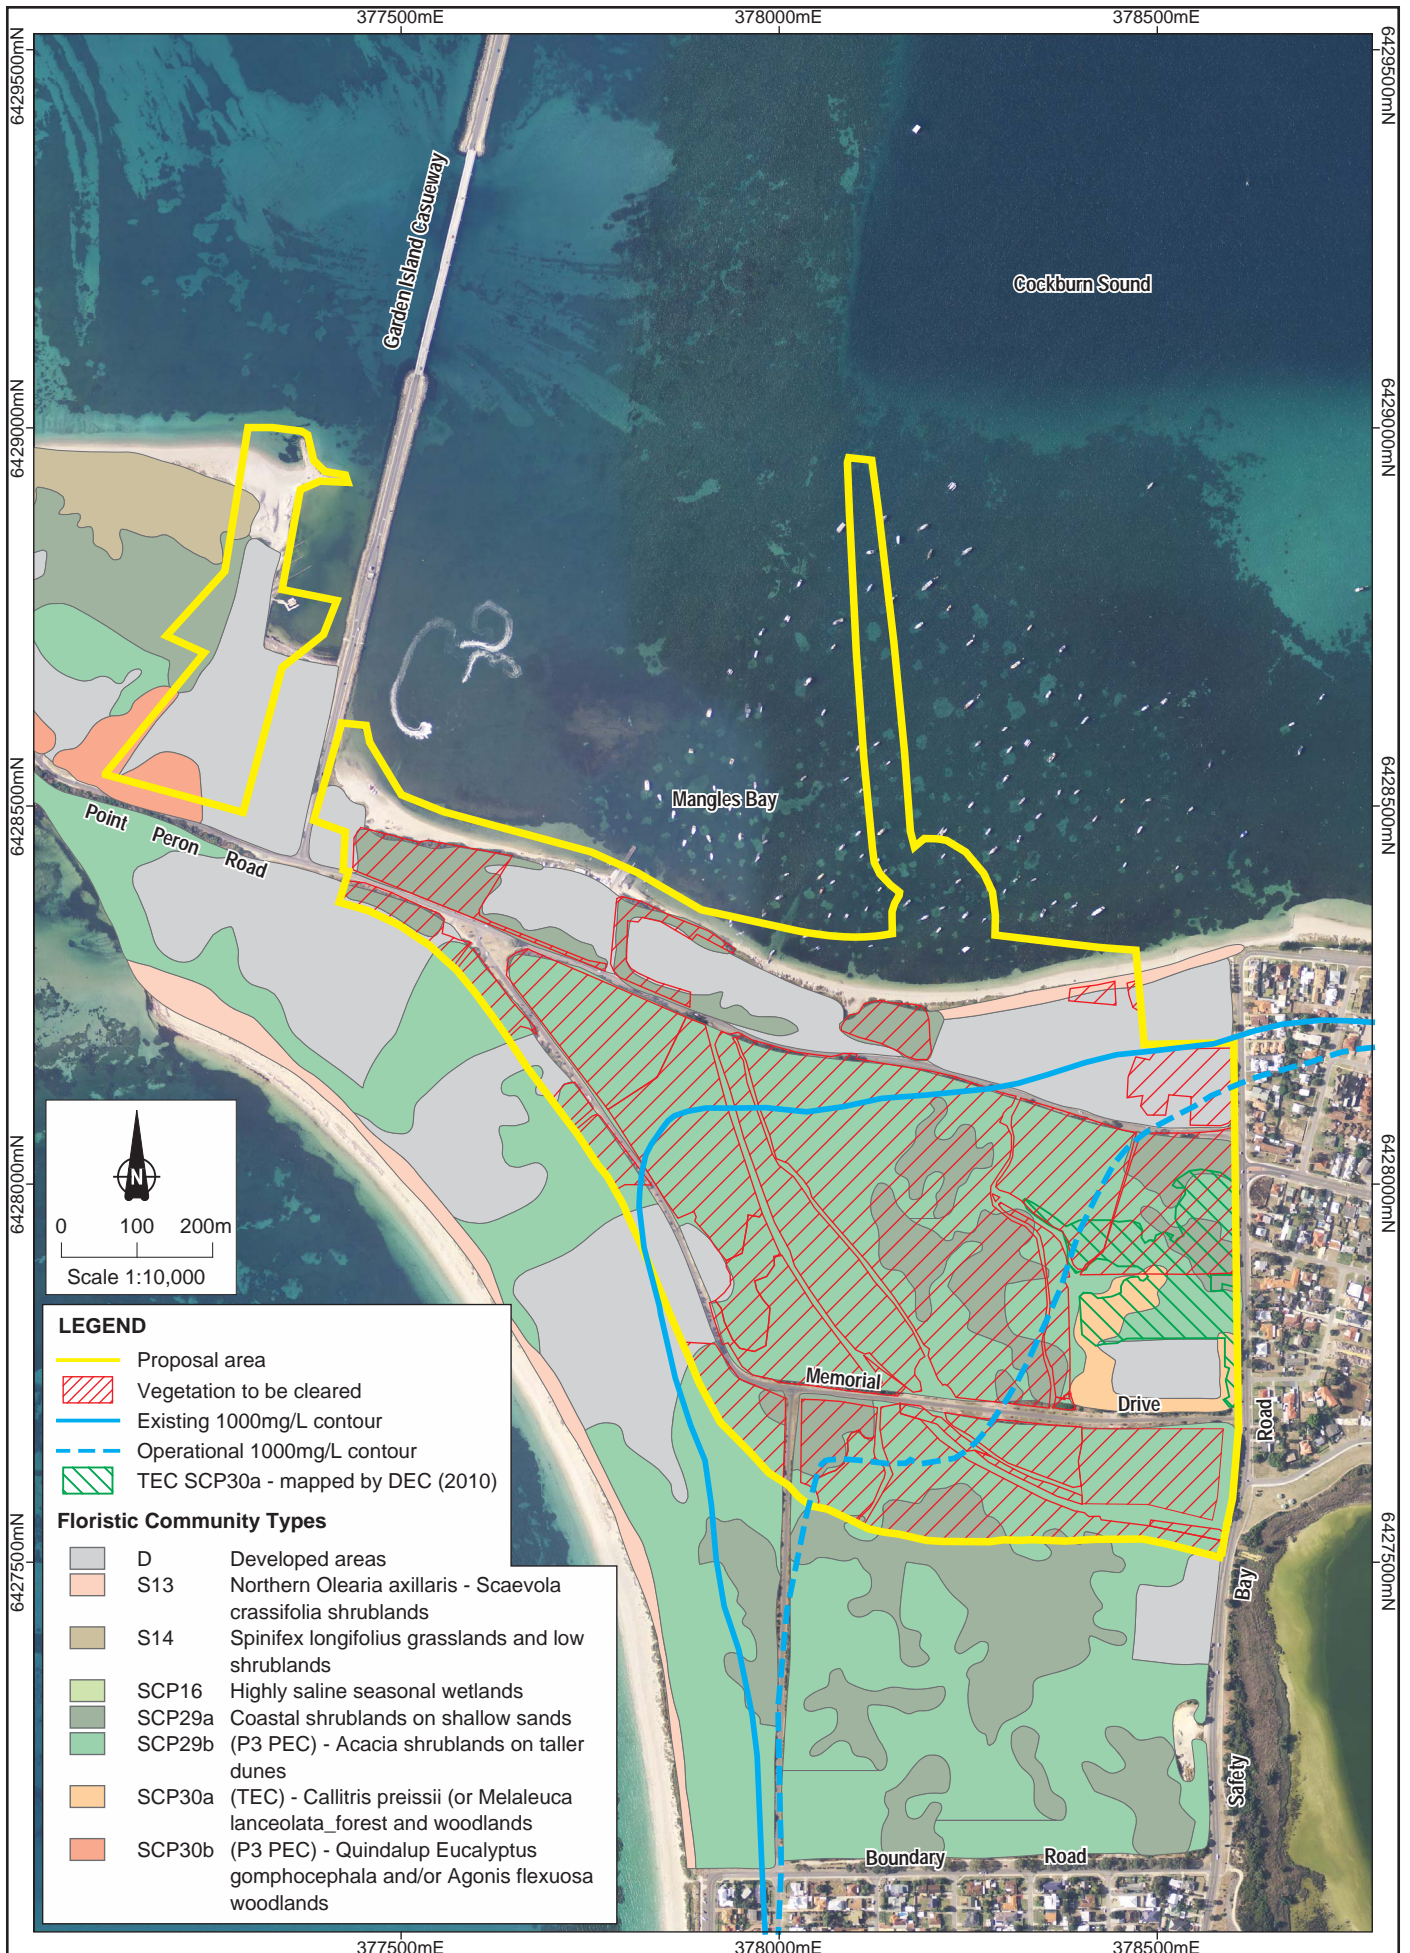 377500mE
378000mE
378500mE
6429500mN
6429500mN
Garden Island Casueway
Cockburn Sound
6429000mN
6429000mN
Mangles Bay
6428500mN
6428500mN
Point Peron Road
N
0 100 200m
Scale 1:10,000
6428000mN
6428000mN
Memorial Drive
LEGEND
Proposal area
Vegetation to be cleared
Existing 1000mg/L contour
Operational 1000mg/L contour
TEC SCP30a - mapped by DEC (2010)
Floristic Community Types
D Developed areas
S13 Northern Olearia axillaris - Scaevola
crassifolia shrublands
S14 Spinifex longifolius grasslands and low
shrublands
SCP16 Highly saline seasonal wetlands
SCP29a Coastal shrublands on shallow sands
SCP29b (P3 PEC) - Acacia shrublands on taller
dunes
SCP30a (TEC) - Callitris preissii (or Melaleuca
lanceolata_forest and woodlands
SCP30b (P3 PEC) - Quindalup Eucalyptus
gomphocephala and/or Agonis flexuosa
woodlands
6427500mN
6427500mN
Safety Bay Road
Boundary Road
377500mE
378000mE
378500mE